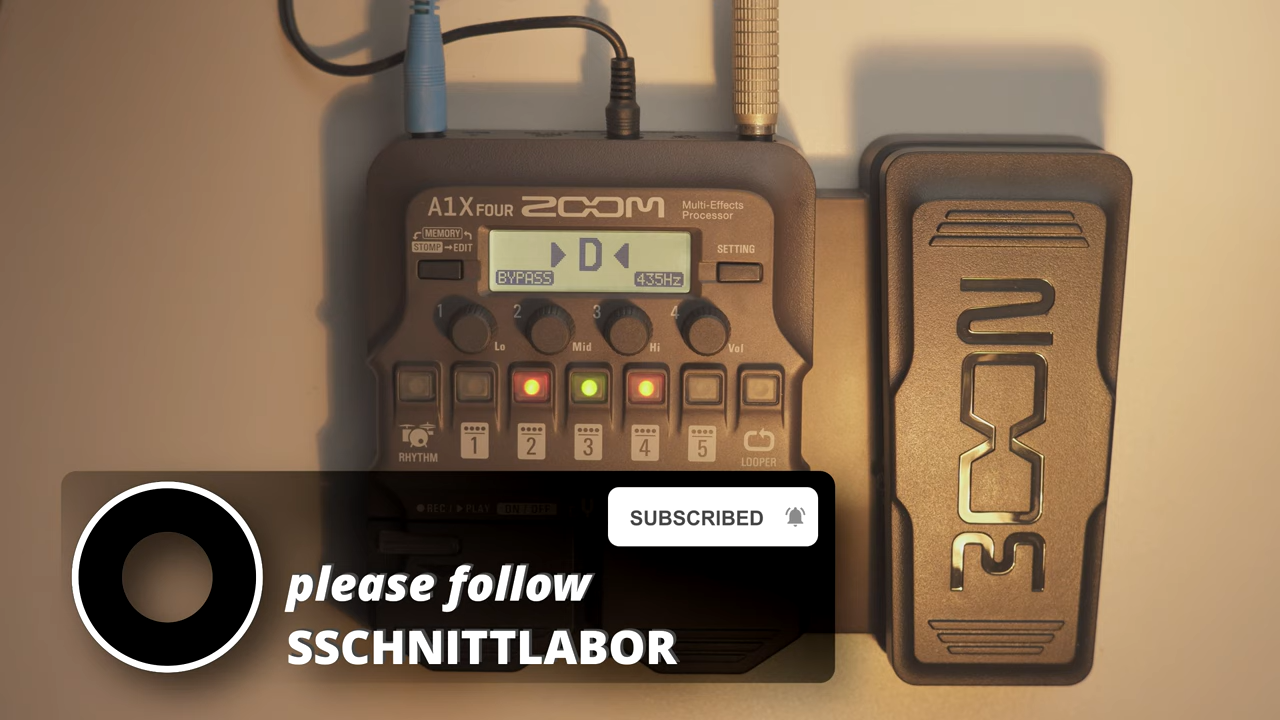 A1X FOUR ZOOM Multi-Effects Processor
MEMORY
STOMP → EDIT
SETTING
▶ D ◀
BYPASS 435Hz
1 2 3 4
Lo Mid Hi Vol
1 2 3 4 5
RHYTHM LOOPER
● REC / ▶ PLAY ON / OFF
ZOOM
SUBSCRIBED
please follow
SSCHNITTLABOR